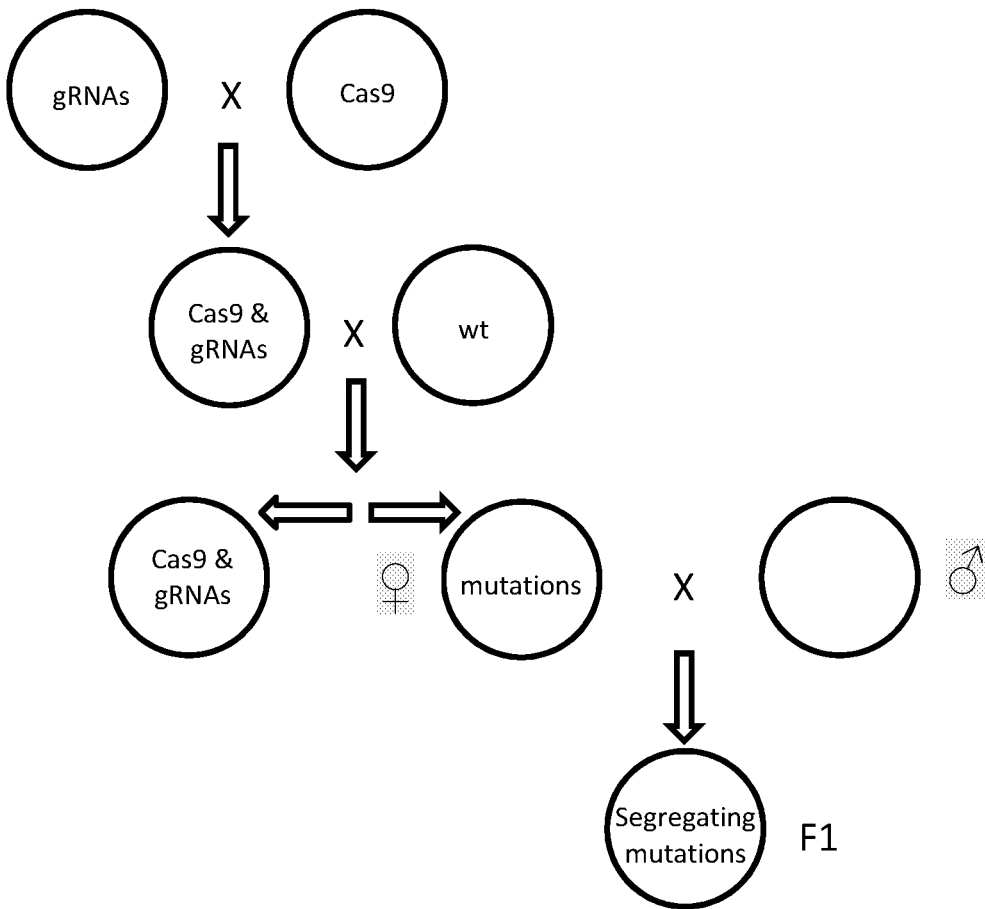 gRNAs
X
Cas9
Cas9 &
gRNAs
X
wt
Cas9 &
gRNAs
♀
mutations
X
♂
Segregating
mutations
F1